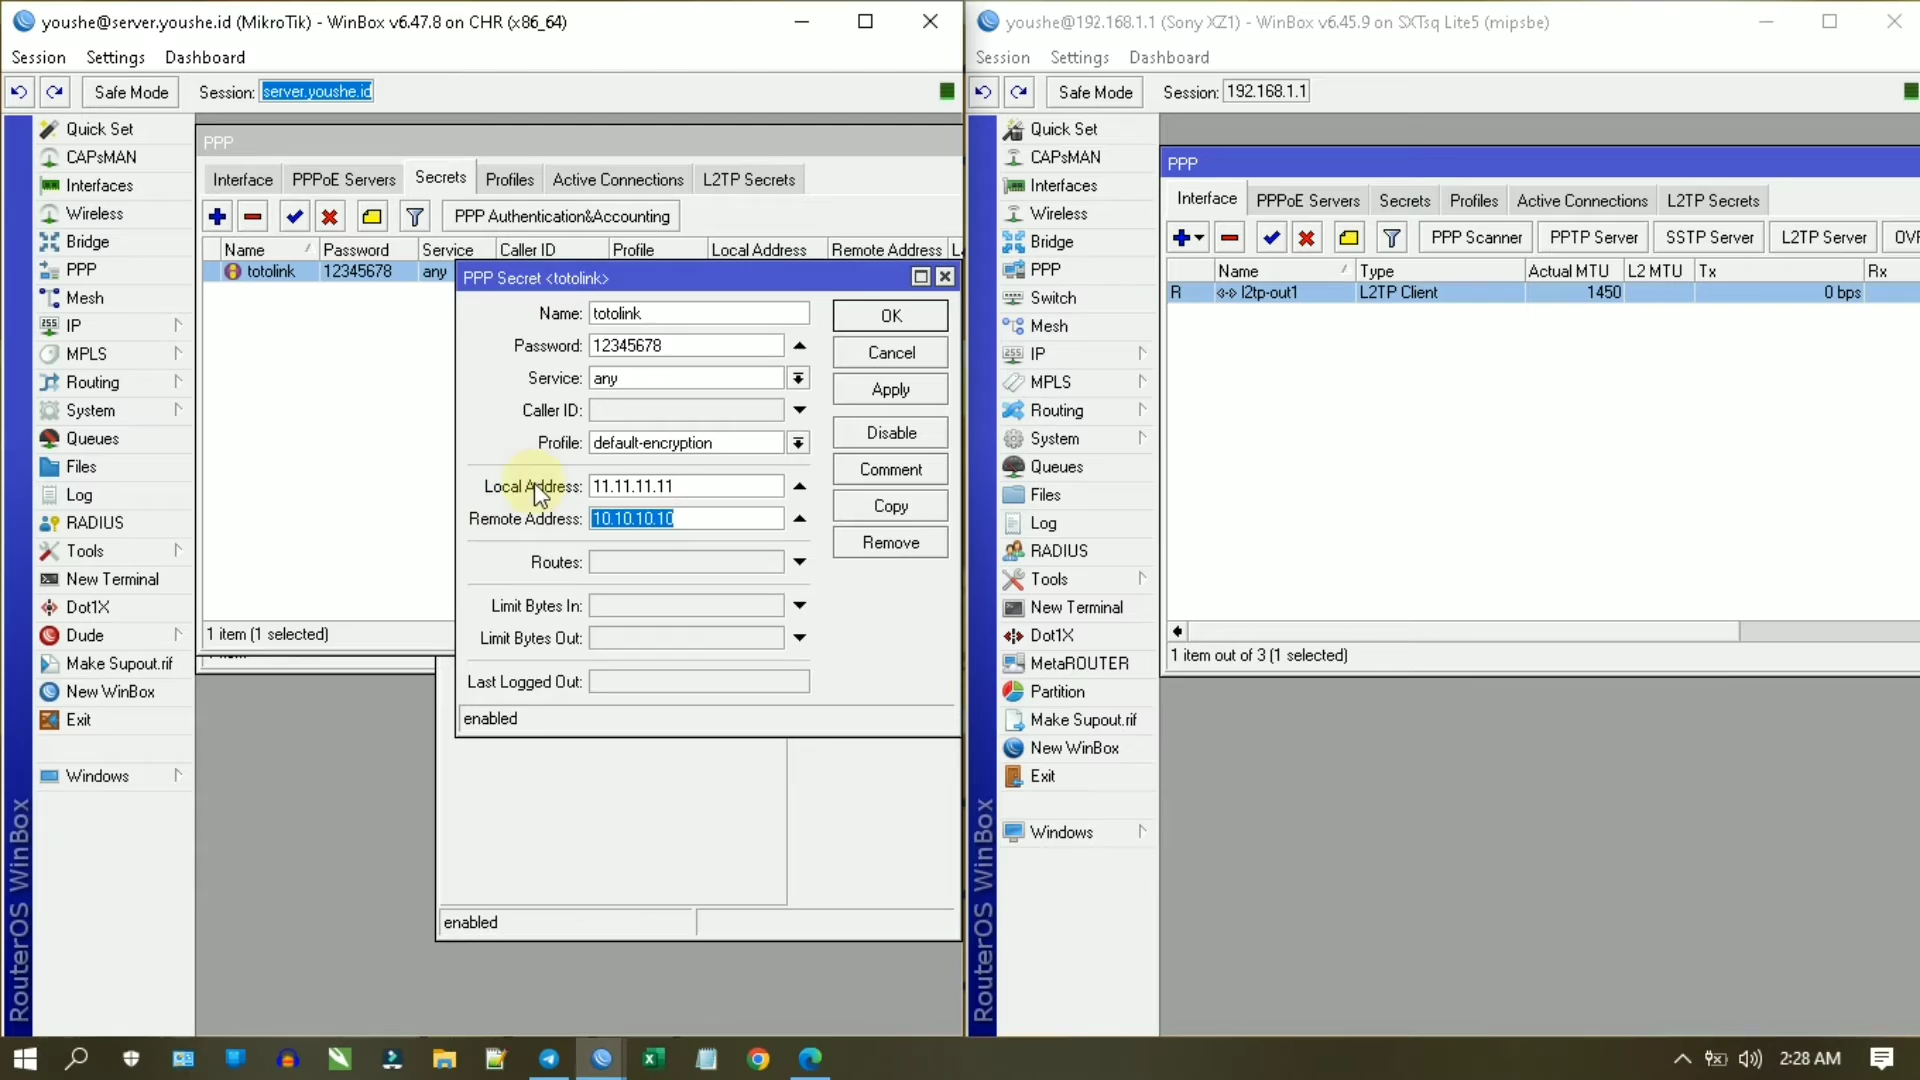 youshe@server.youshe.id (MikroTik) - WinBox v6.47.8 on CHR (x86_64)
Session Settings Dashboard
Safe Mode Session: server.youshe.id
Quick Set
CAPsMAN
Interfaces
Wireless
Bridge
PPP
Mesh
IP
MPLS
Routing
System
Queues
Files
Log
RADIUS
Tools
New Terminal
Dot1X
Dude
Make Supout.rif
New WinBox
Exit
Windows
RouterOS WinBox
PPP
Interface PPPoE Servers Secrets Profiles Active Connections L2TP Secrets
PPP Authentication&Accounting
Name Password Service Caller ID Profile Local Address Remote Address
totolink 12345678 any
1 item (1 selected)
PPP Secret <totolink>
Name: totolink
Password: 12345678
Service: any
Caller ID:
Profile: default-encryption
Local Address: 11.11.11.11
Remote Address: 10.10.10.10
Routes:
Limit Bytes In:
Limit Bytes Out:
Last Logged Out:
enabled
OK
Cancel
Apply
Disable
Comment
Copy
Remove
enabled
youshe@192.168.1.1 (Sony XZ1) - WinBox v6.45.9 on SXTsq Lite5 (mipsbe)
Session Settings Dashboard
Safe Mode Session: 192.168.1.1
Quick Set
CAPsMAN
Interfaces
Wireless
Bridge
PPP
Switch
Mesh
IP
MPLS
Routing
System
Queues
Files
Log
RADIUS
Tools
New Terminal
Dot1X
MetaROUTER
Partition
Make Supout.rif
New WinBox
Exit
Windows
RouterOS WinBox
PPP
Interface PPPoE Servers Secrets Profiles Active Connections L2TP Secrets
PPP Scanner PPTP Server SSTP Server L2TP Server
Name Type Actual MTU L2 MTU Tx Rx
R l2tp-out1 L2TP Client 1450 0 bps
1 item out of 3 (1 selected)
2:28 AM